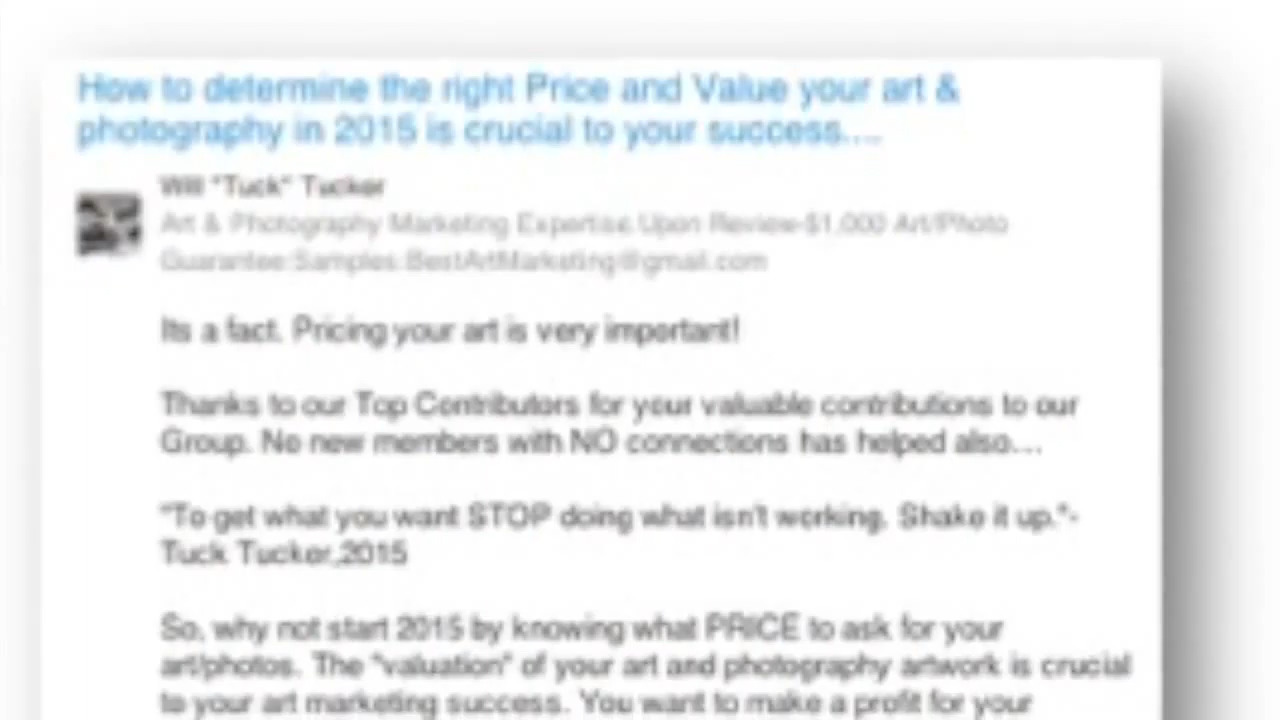 How to determine the right Price and Value your art &
photography in 2015 is crucial to your success....
Will "Tuck" Tucker
Art & Photography Marketing Expertise:Upon Review-$1,000 Art/Photo
Guarantee:Samples:BestArtMarketing@gmail.com
Its a fact. Pricing your art is very important!
Thanks to our Top Contributors for your valuable contributions to our
Group. No new members with NO connections has helped also...
"To get what you want STOP doing what isn't working. Shake it up."-
Tuck Tucker,2015
So, why not start 2015 by knowing what PRICE to ask for your
art/photos. The "valuation" of your art and photography artwork is crucial
to your art marketing success. You want to make a profit for your